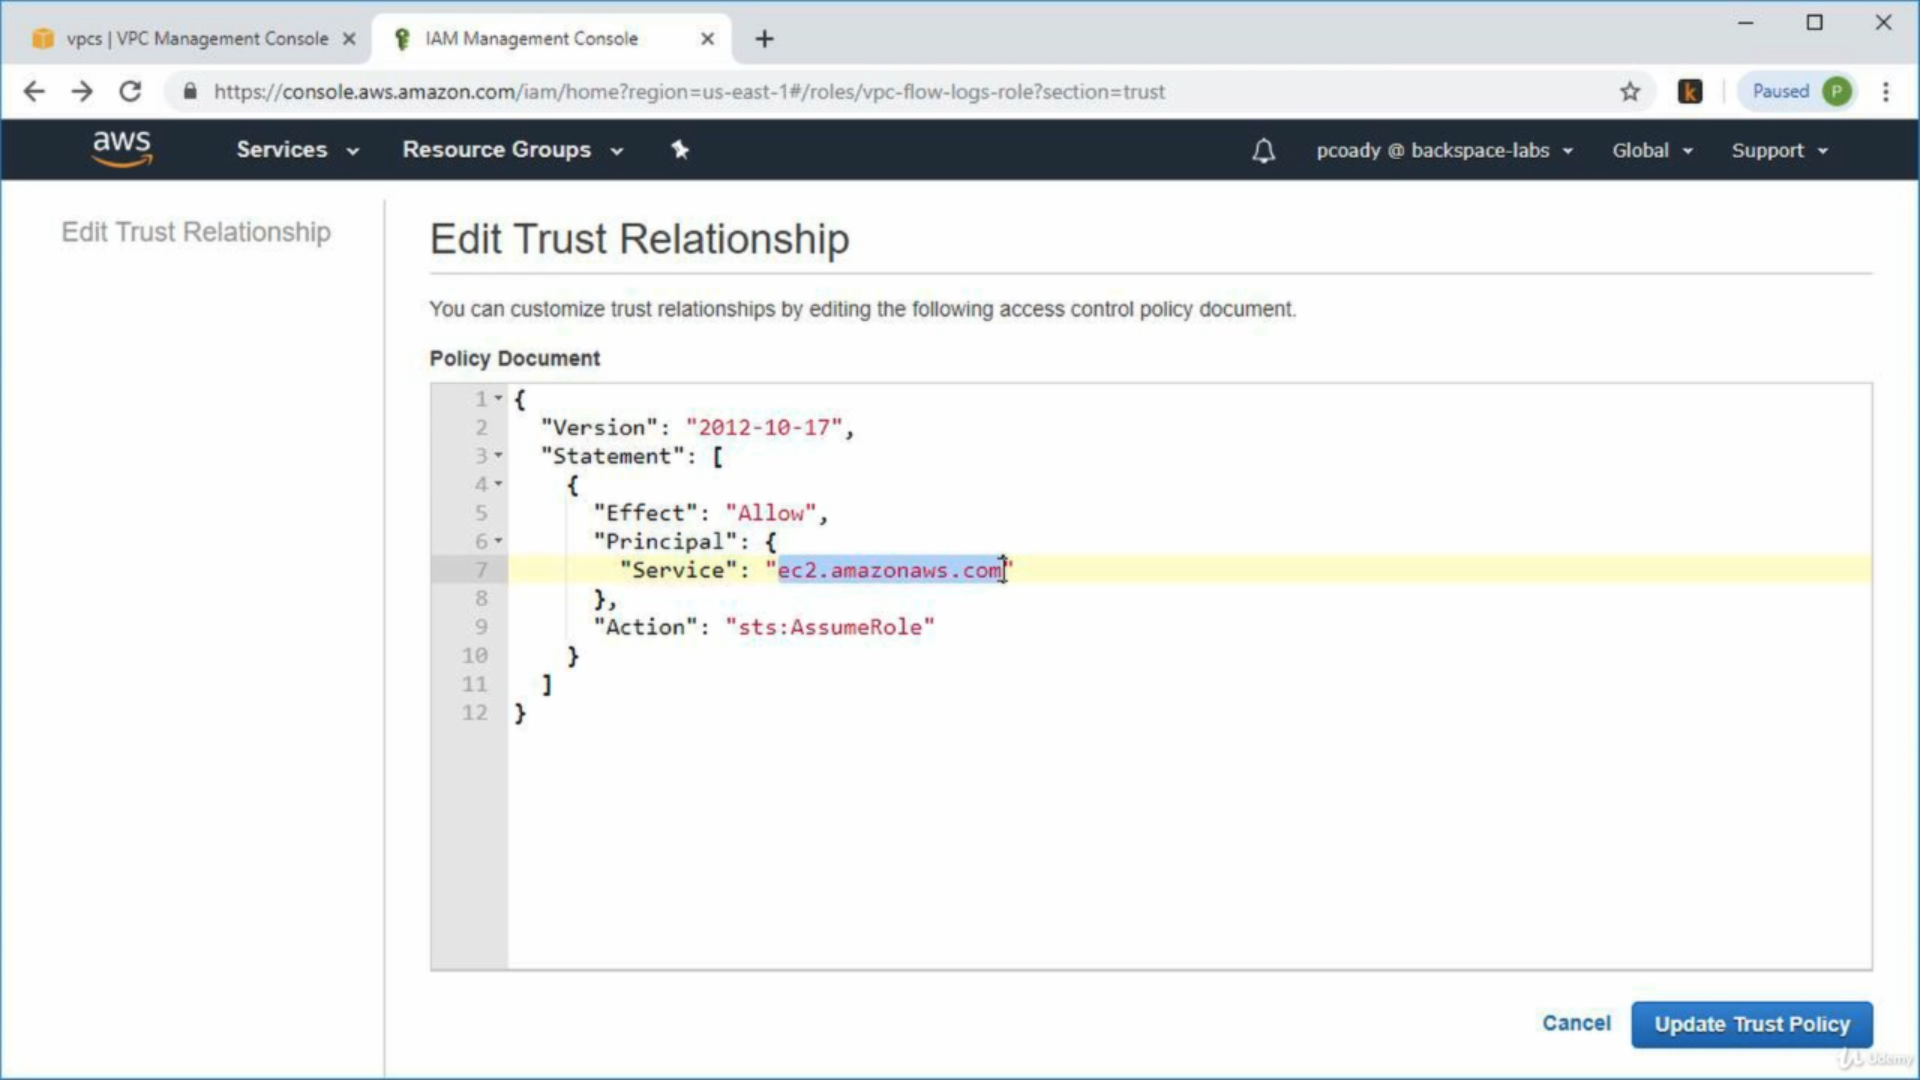 vpcs | VPC Management Console
IAM Management Console
https://console.aws.amazon.com/iam/home?region=us-east-1#/roles/vpc-flow-logs-role?section=trust
k
Paused
P
aws
Services
Resource Groups
pcoady @ backspace-labs
Global
Support
Edit Trust Relationship
Edit Trust Relationship
You can customize trust relationships by editing the following access control policy document.
Policy Document
1 {
2 "Version": "2012-10-17",
3 "Statement": [
4 {
5 "Effect": "Allow",
6 "Principal": {
7 "Service": "ec2.amazonaws.com"
8 },
9 "Action": "sts:AssumeRole"
10 }
11 ]
12 }
Cancel
Update Trust Policy
Udemy